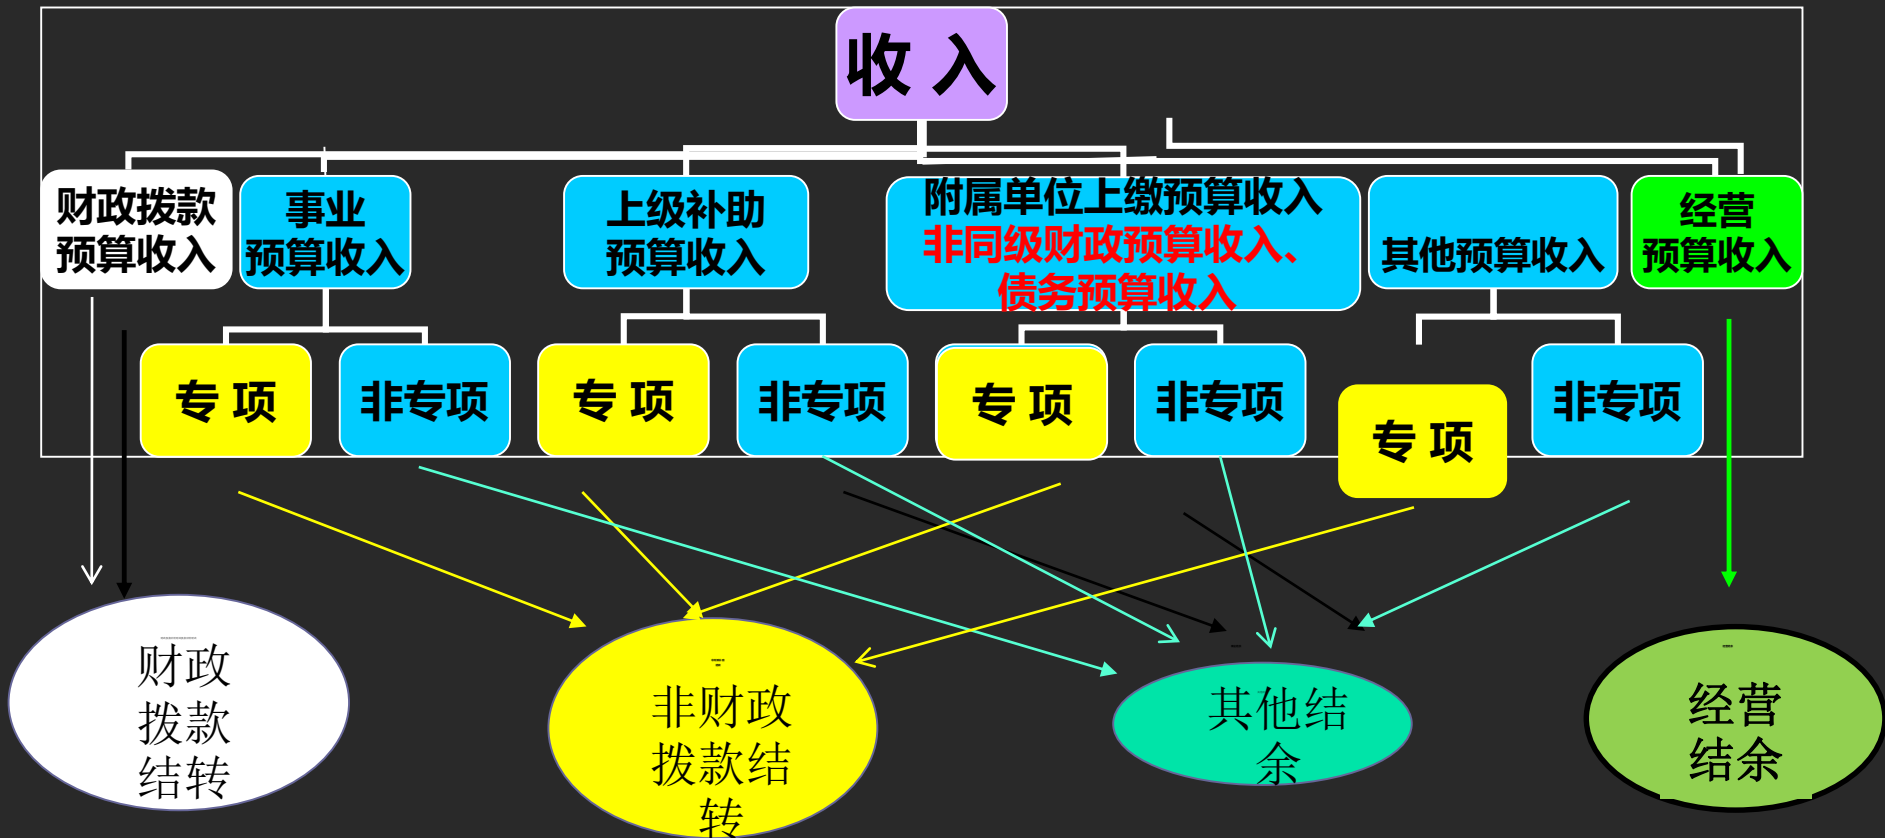 收 入
财政拨款
预算收入
事业
预算收入
上级补助
预算收入
附属单位上缴预算收入
非同级财政预算收入、
债务预算收入
其他预算收入
经营
预算收入
专 项
非专项
专 项
非专项
专 项
非专项
专 项
非专项
财政
拨款
结转
非财政
拨款结
转
其他结
余
经营
结余